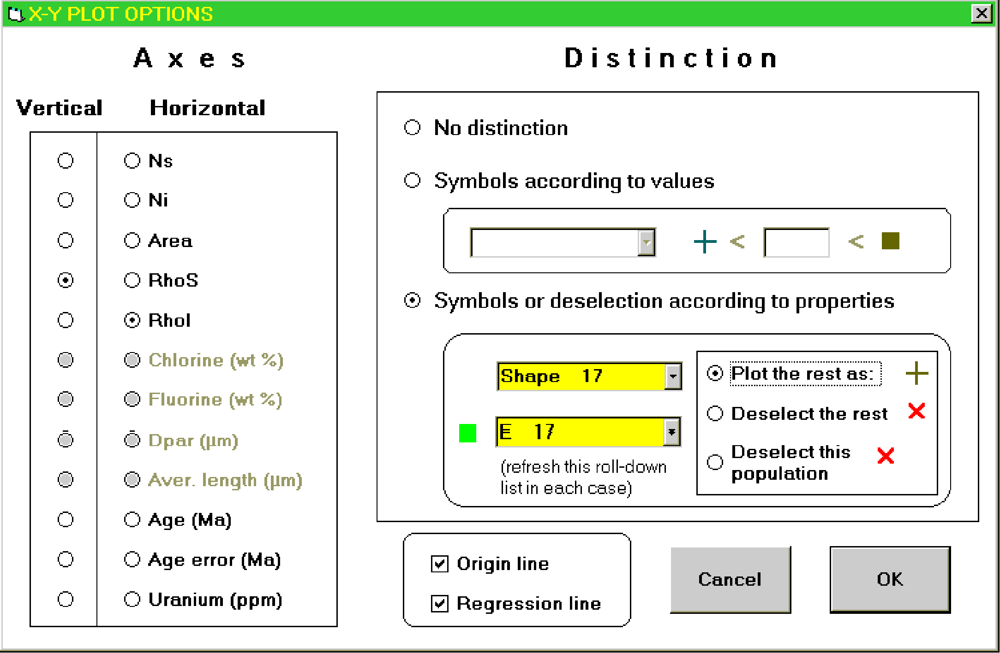 X-Y PLOT OPTIONS
Axes
Vertical Horizontal
Ns
Ni
Area
RhoS
RhoI
Chlorine (wt %)
Fluorine (wt %)
Dpar (µm)
Aver. length (µm)
Age (Ma)
Age error (Ma)
Uranium (ppm)
Distinction
No distinction
Symbols according to values
+ < <
Symbols or deselection according to properties
Shape 17
E 17
(refresh this roll-down
list in each case)
Plot the rest as: +
Deselect the rest
Deselect this
population
Origin line
Regression line
Cancel
OK